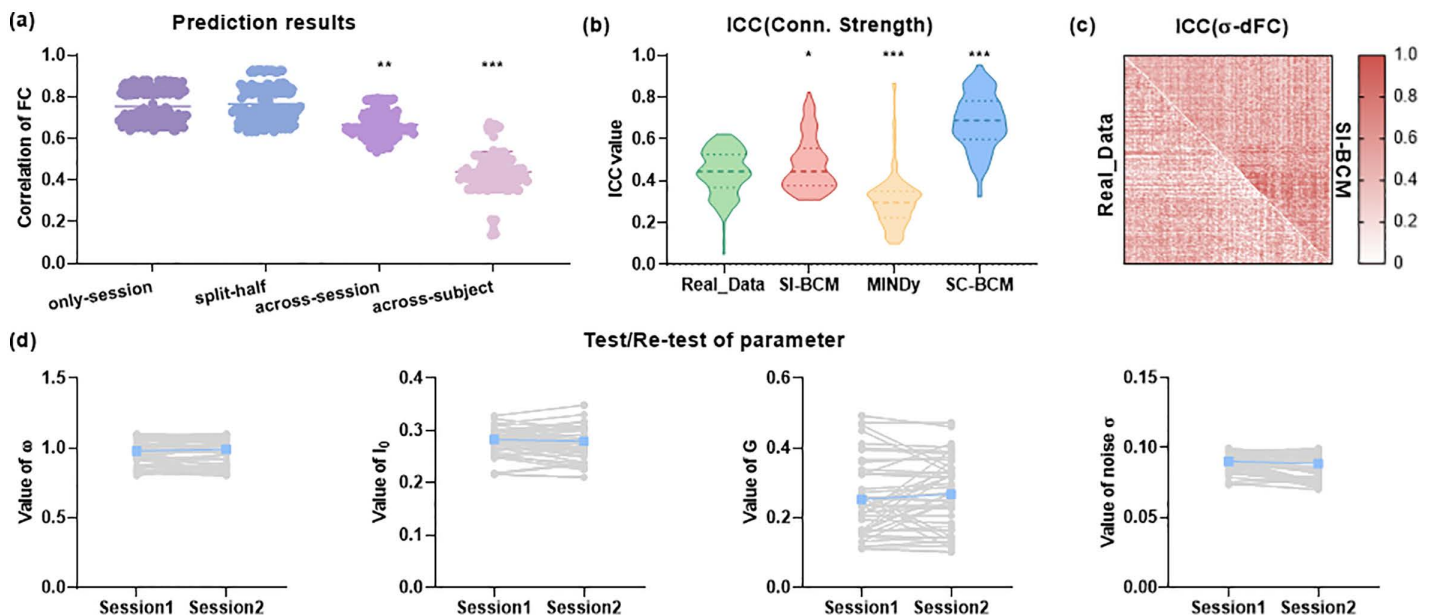 (a)
Prediction results
Correlation of FC
1.0
0.8
0.6
0.4
0.2
0.0
**
***
only-session
split-half
across-session
across-subject
(b)
ICC(Conn. Strength)
ICC value
1.0
0.8
0.6
0.4
0.2
0.0
*
***
***
Real_Data
SI-BCM
MINDy
SC-BCM
(c)
ICC(σ-dFC)
Real_Data
SI-BCM
1.0
0.8
0.6
0.4
0.2
0
(d)
Test/Re-test of parameter
Value of ω
1.5
1.0
0.5
0.0
Session1 Session2
Value of I0
0.4
0.3
0.2
0.1
0.0
Session1 Session2
Value of G
0.6
0.4
0.2
0.0
Session1 Session2
Value of noise σ
0.15
0.10
0.05
0.00
Session1 Session2